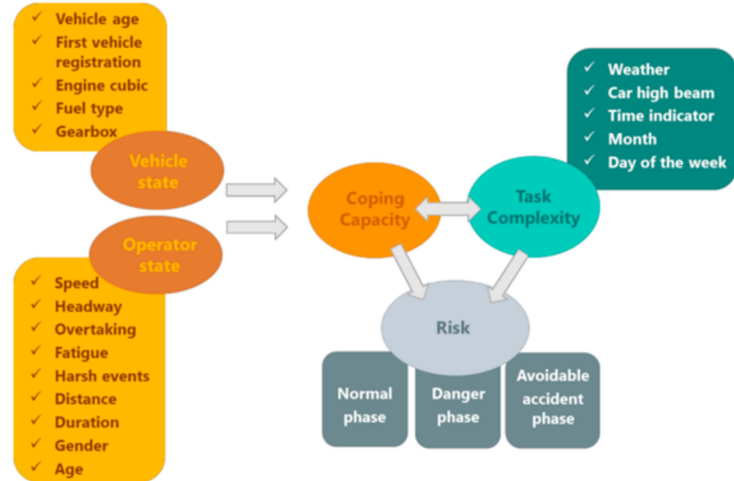 Vehicle age
First vehicle
registration
Engine cubic
Fuel type
Gearbox
Vehicle
state
Operator
state
Speed
Headway
Overtaking
Fatigue
Harsh events
Distance
Duration
Gender
Age
Coping
Capacity
Task
Complexity
Weather
Car high beam
Time indicator
Month
Day of the week
Risk
Normal
phase
Danger
phase
Avoidable
accident
phase